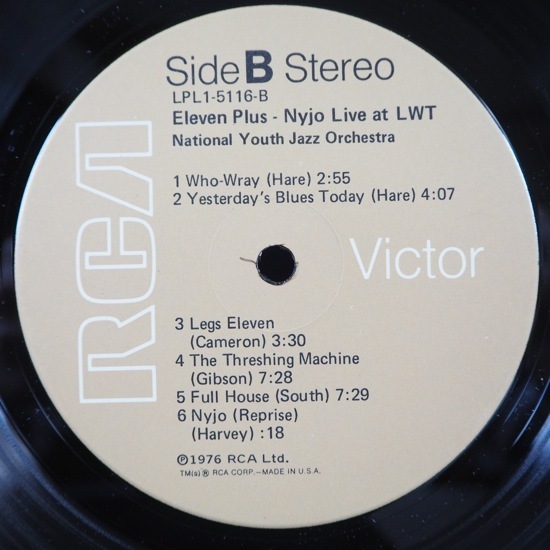 Side B Stereo
LPL1-5116-B
Eleven Plus - Nyjo Live at LWT
National Youth Jazz Orchestra
1 Who-Wray (Hare) 2:55
2 Yesterday's Blues Today (Hare) 4:07
RCA
Victor
3 Legs Eleven
(Cameron) 3:30
4 The Threshing Machine
(Gibson) 7:28
5 Full House (South) 7:29
6 Nyjo (Reprise)
(Harvey) :18
℗1976 RCA Ltd.
TM(s)® RCA CORP.—MADE IN U.S.A.